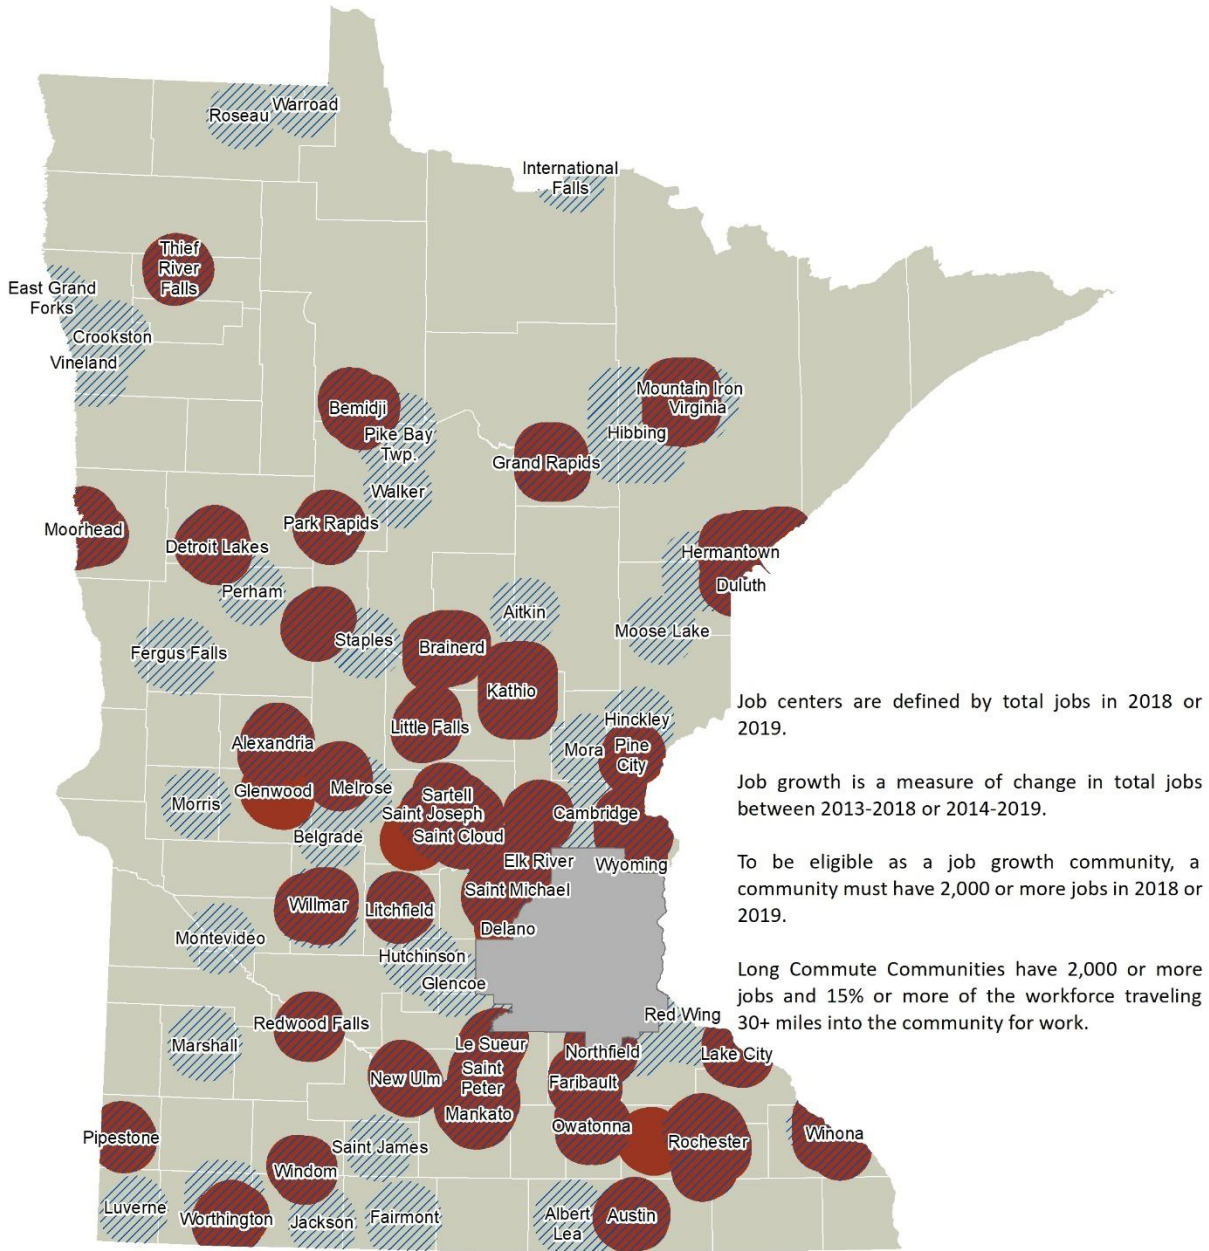 Warroad
Roseau
International
Falls
Thief
River
Falls
East Grand
Forks
Crookston
Vineland
Mountain Iron
Virginia
Bemidji
Hibbing
Pike Bay
Twp.
Grand Rapids
Walker
Park Rapids
Moorhead
Detroit Lakes
Hermantown
Duluth
Perham
Aitkin
Moose Lake
Staples
Brainerd
Fergus Falls
Kathio
Hinckley
Little Falls
Alexandria
Mora
Pine
City
Glenwood
Melrose
Morris
Sartell
Saint Joseph
Saint Cloud
Cambridge
Belgrade
Elk River
Wyoming
Saint Michael
Willmar
Litchfield
Delano
Montevideo
Hutchinson
Glencoe
Red Wing
Redwood Falls
Marshall
Le Sueur
Northfield
Lake City
Saint
Peter
New Ulm
Faribault
Mankato
Owatonna
Pipestone
Saint James
Rochester
Winona
Windom
Luverne
Worthington
Jackson
Fairmont
Albert
Lea
Austin
Job centers are defined by total jobs in 2018 or
2019.
Job growth is a measure of change in total jobs
between 2013-2018 or 2014-2019.
To be eligible as a job growth community, a
community must have 2,000 or more jobs in 2018 or
2019.
Long Commute Communities have 2,000 or more
jobs and 15% or more of the workforce traveling
30+ miles into the community for work.